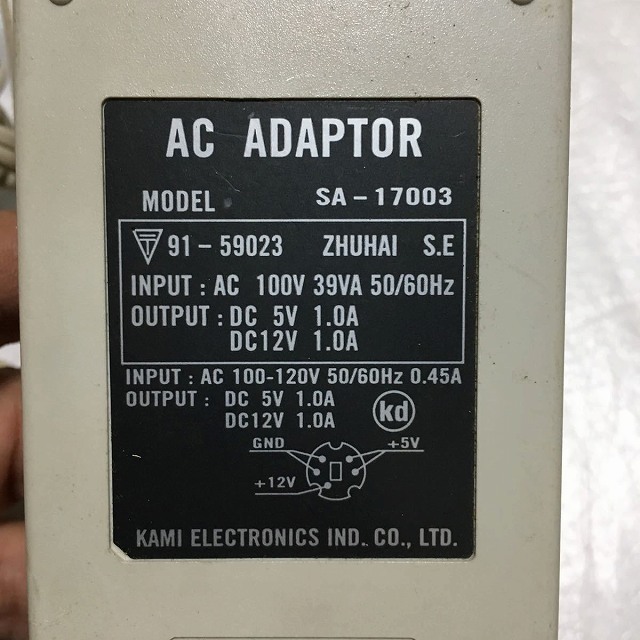 AC ADAPTOR
MODEL SA-17003
T 91-59023 ZHUHAI S.E
INPUT : AC 100V 39VA 50/60Hz
OUTPUT : DC 5V 1.0A
DC12V 1.0A
INPUT : AC 100-120V 50/60Hz 0.45A
OUTPUT : DC 5V 1.0A
DC12V 1.0A kd
GND +5V
+12V
KAMI ELECTRONICS IND. CO., LTD.